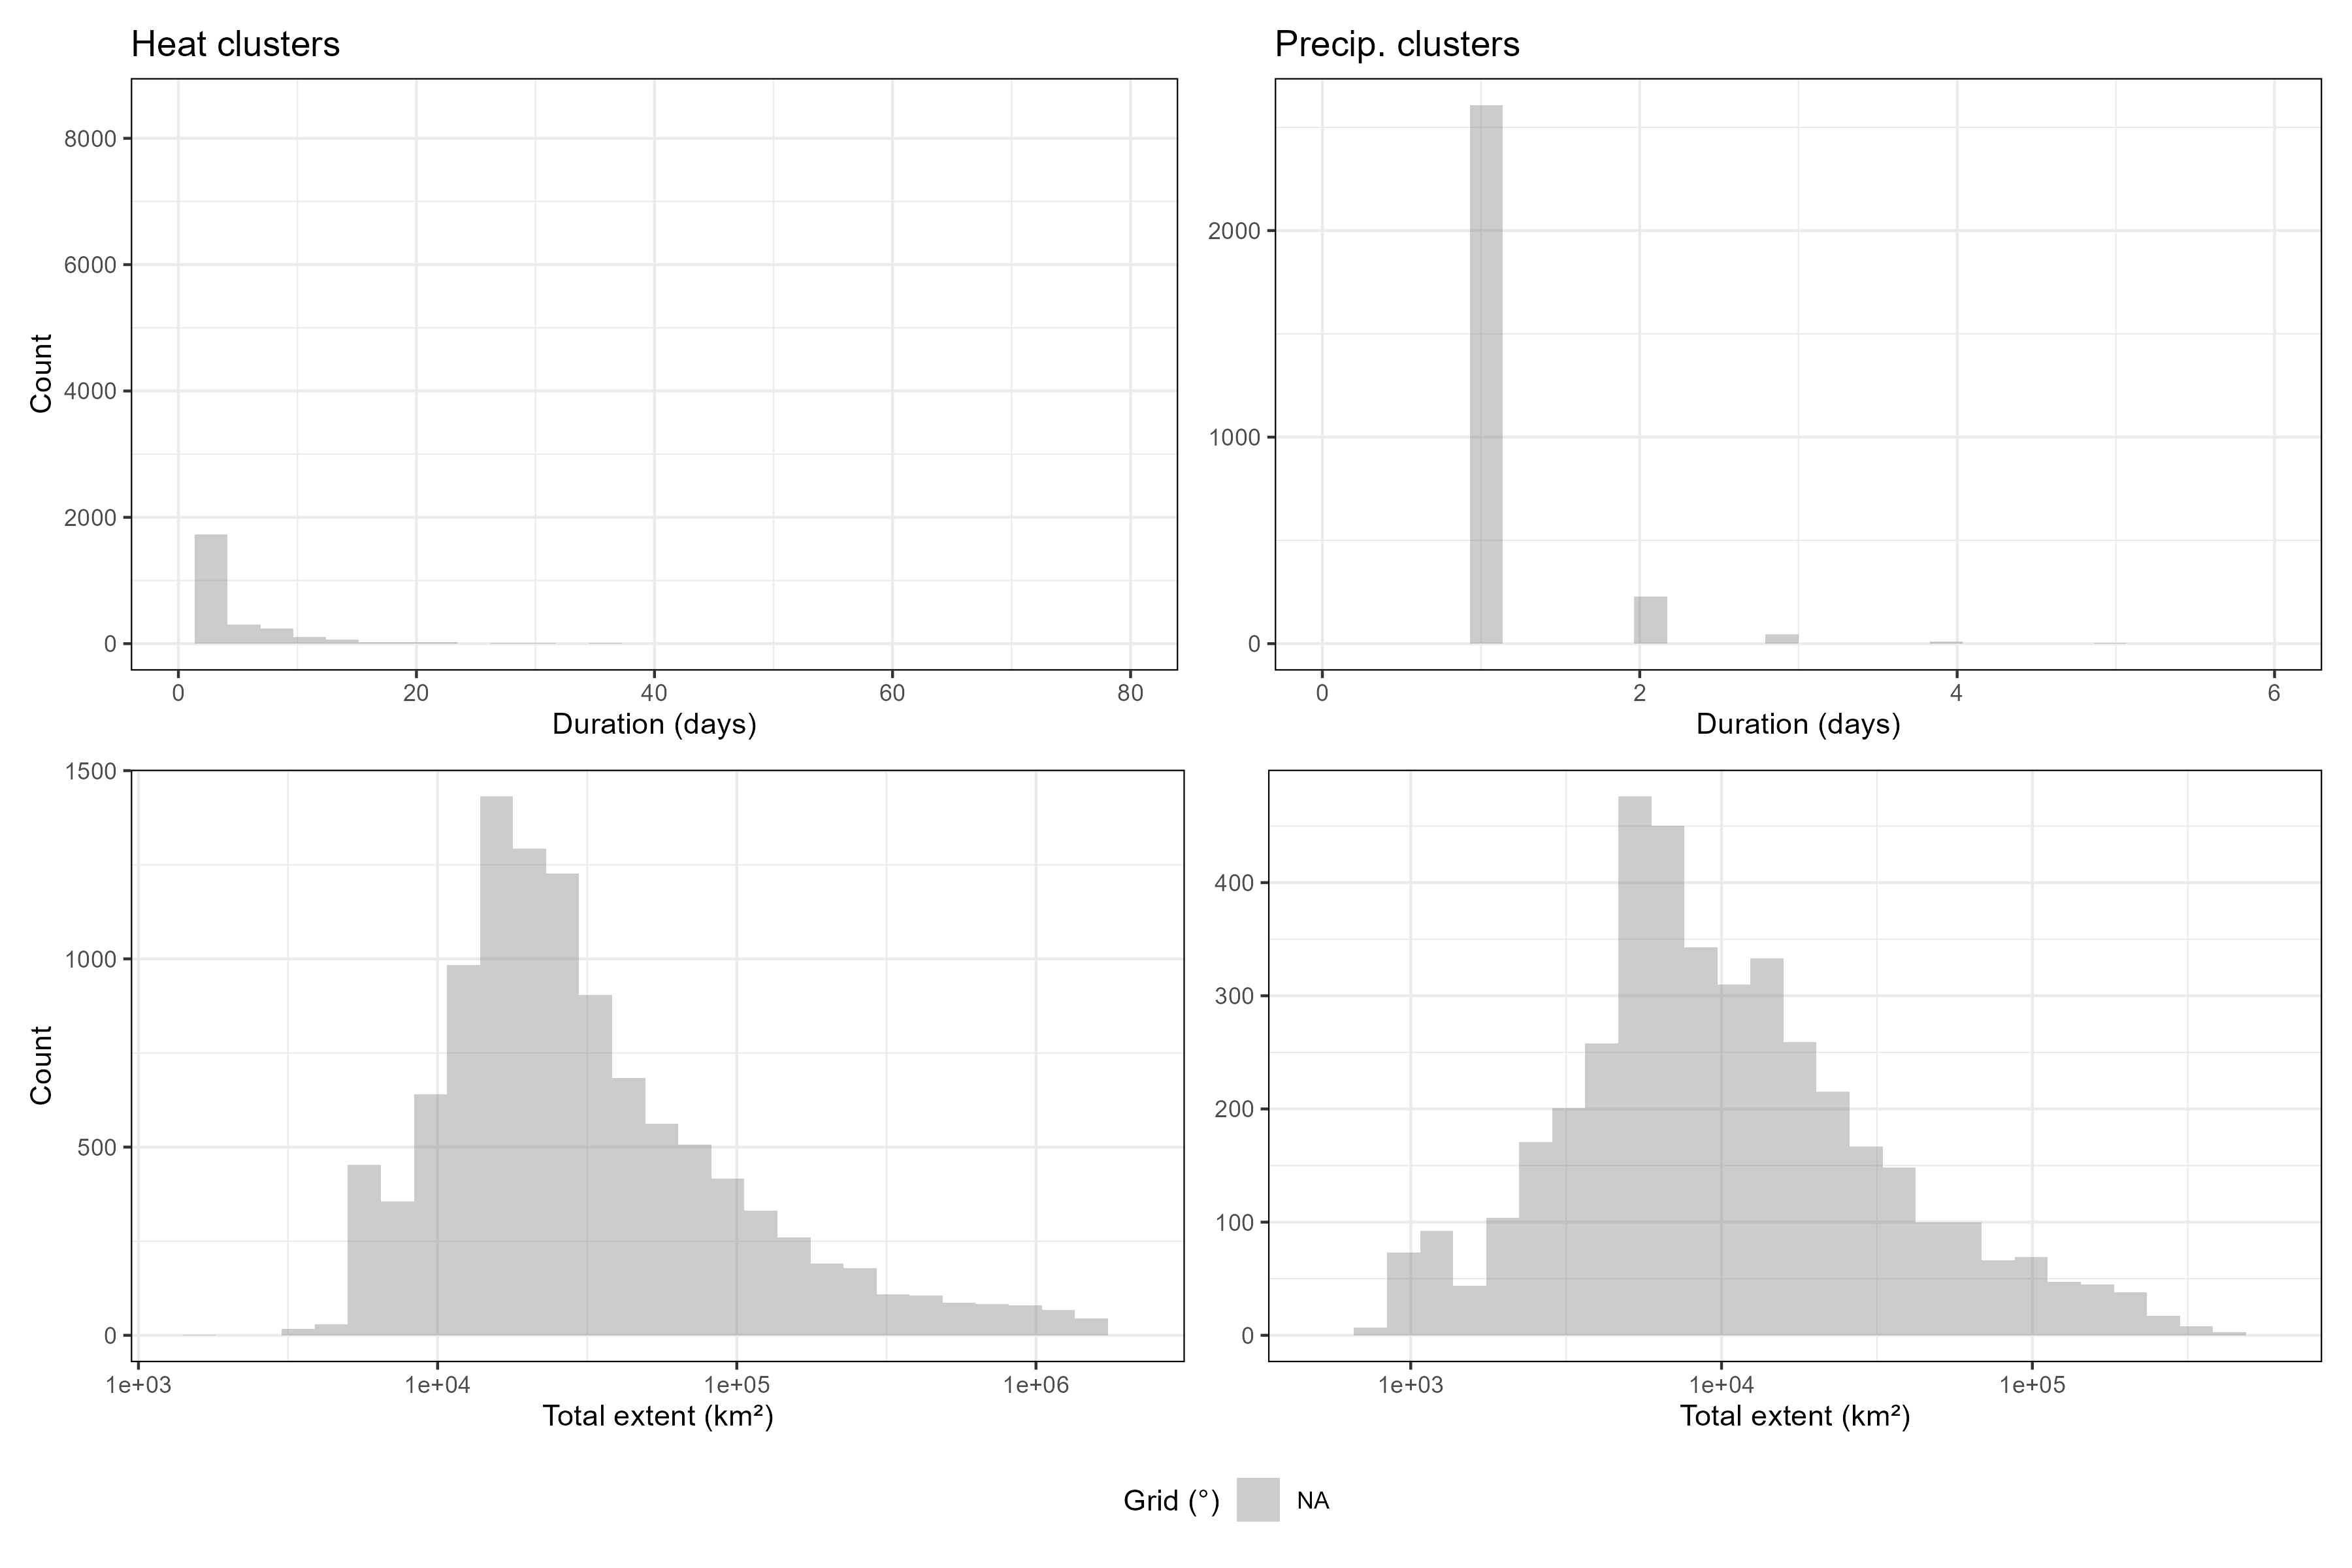 Heat clusters
Precip. clusters
Count
8000
6000
4000
2000
0
0 20 40 60 80
Duration (days)
2000
1000
0
0 2 4 6
Duration (days)
Count
1500
1000
500
0
1e+03 1e+04 1e+05 1e+06
Total extent (km²)
400
300
200
100
0
1e+03 1e+04 1e+05
Total extent (km²)
Grid (°) NA